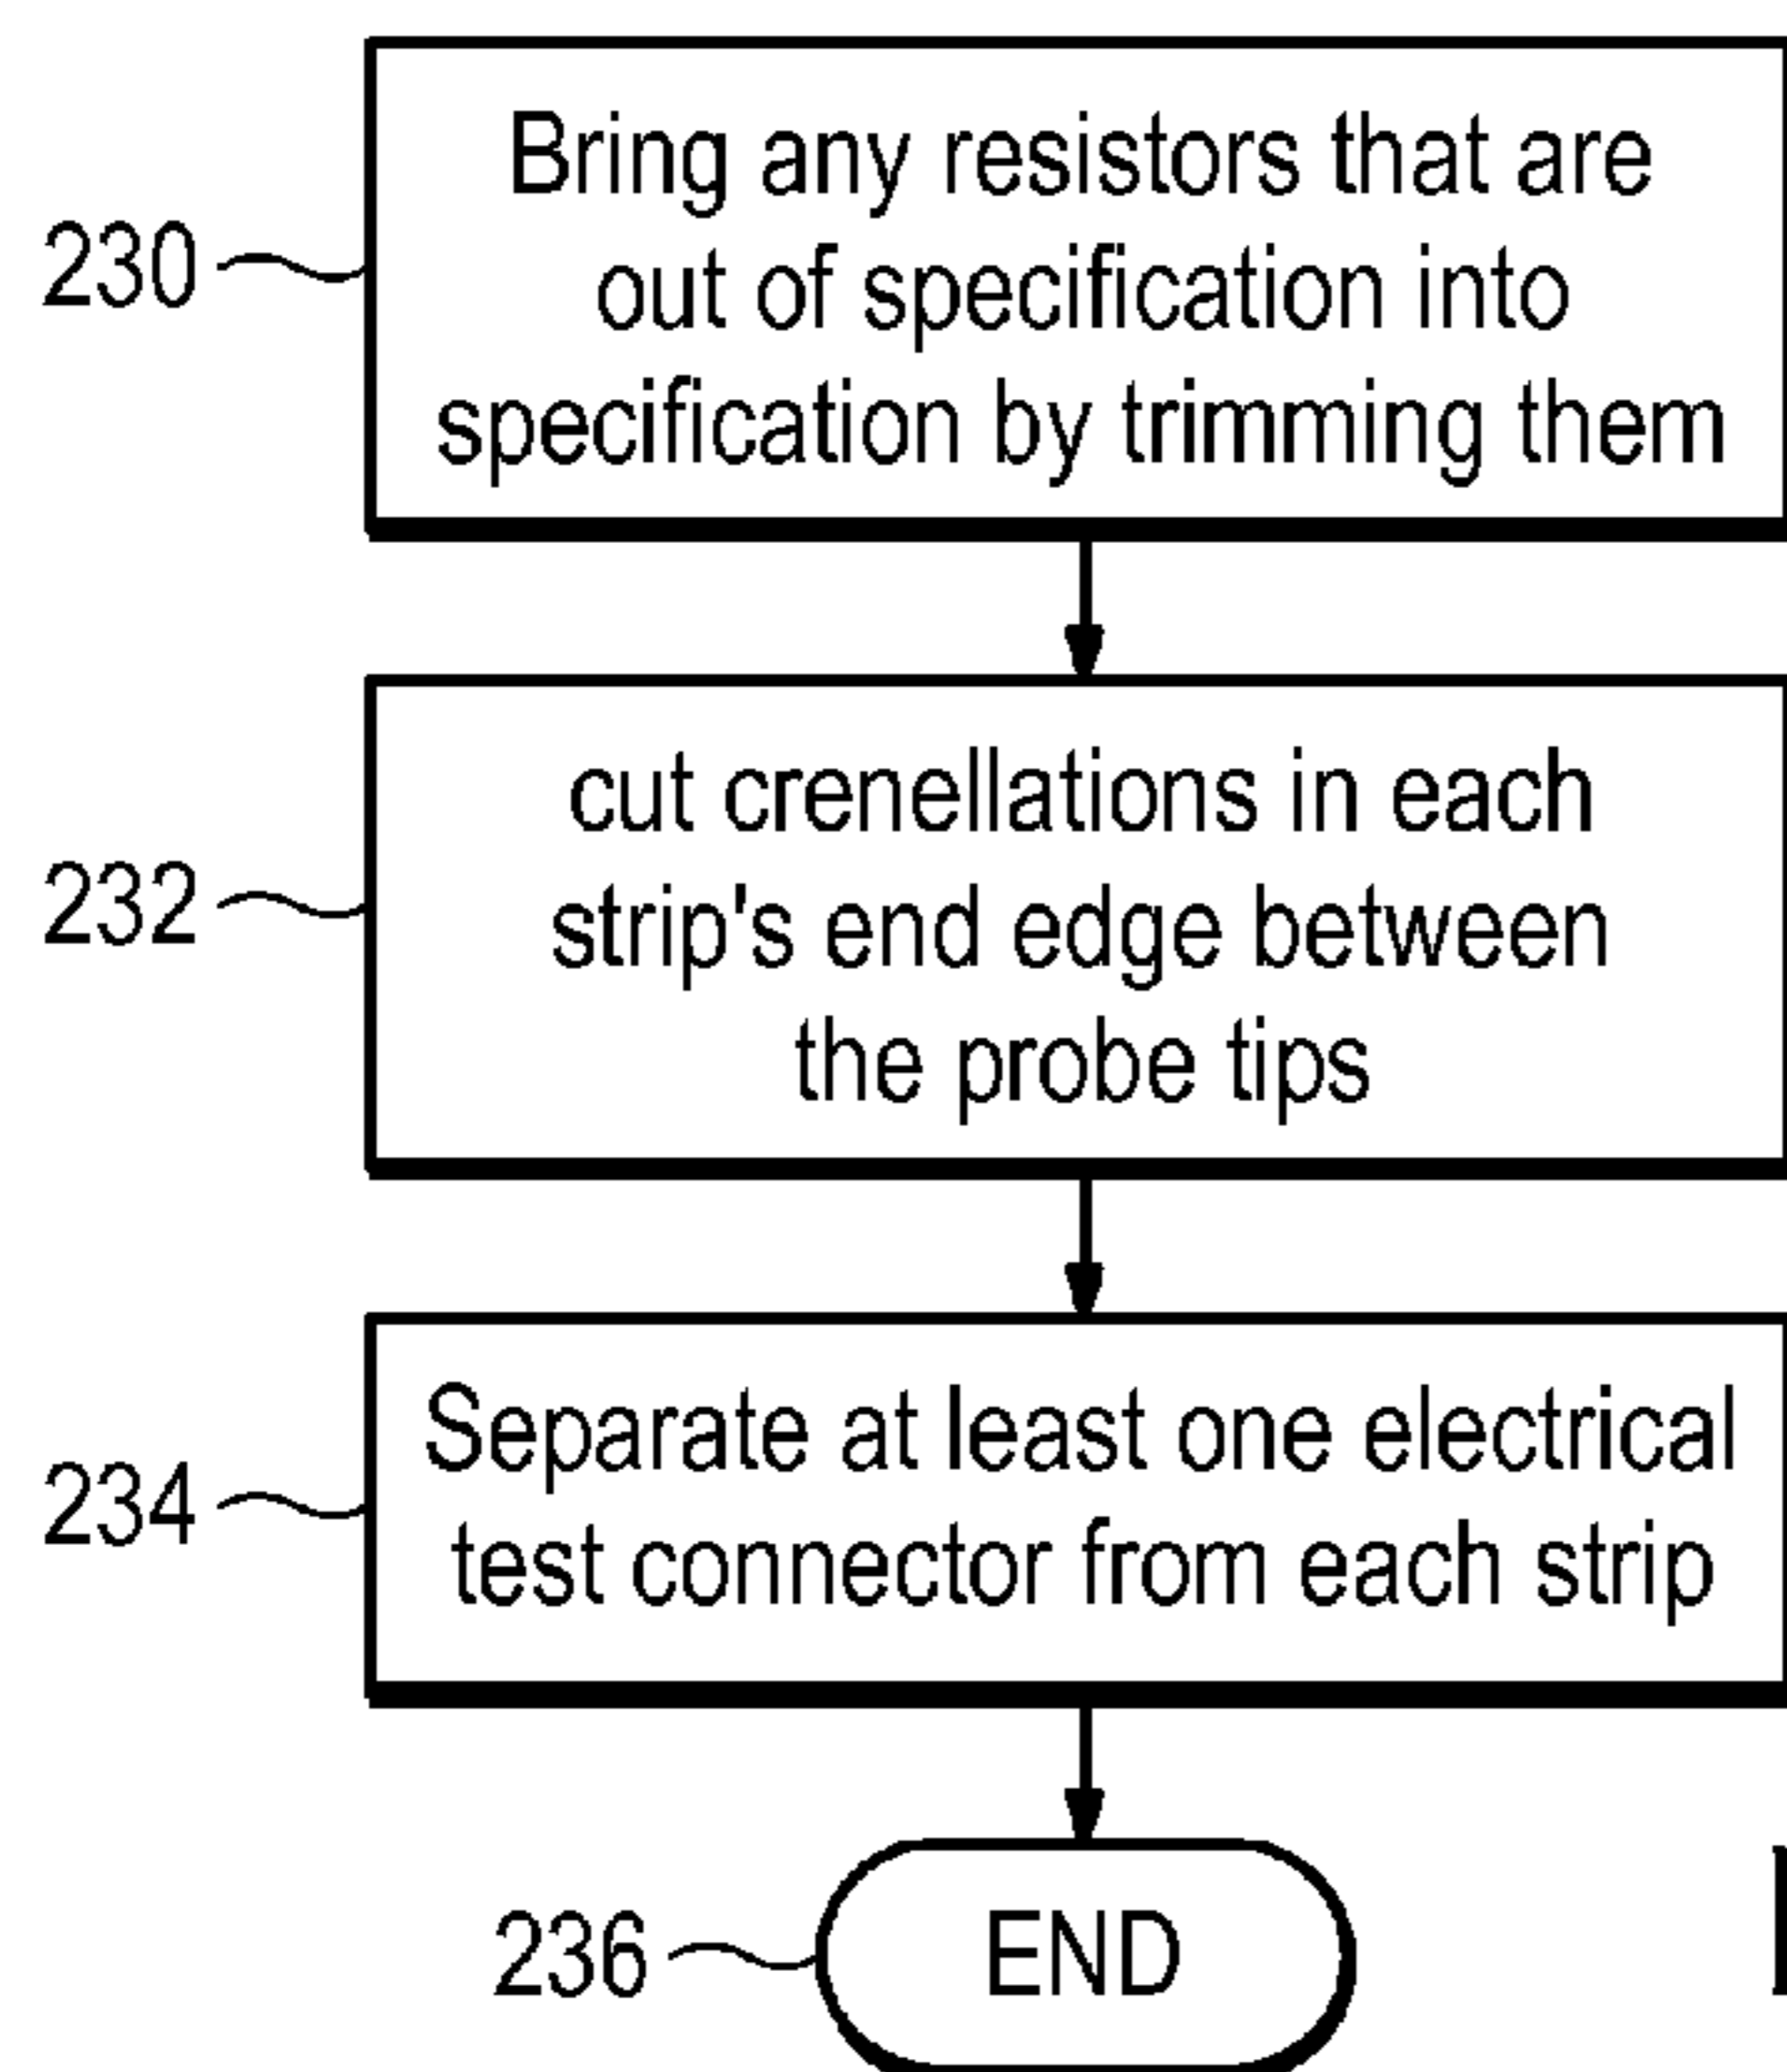 230
Bring any resistors that are
out of specification into
specification by trimming them
232
cut crenellations in each
strip's end edge between
the probe tips
234
Separate at least one electrical
test connector from each strip
236
END